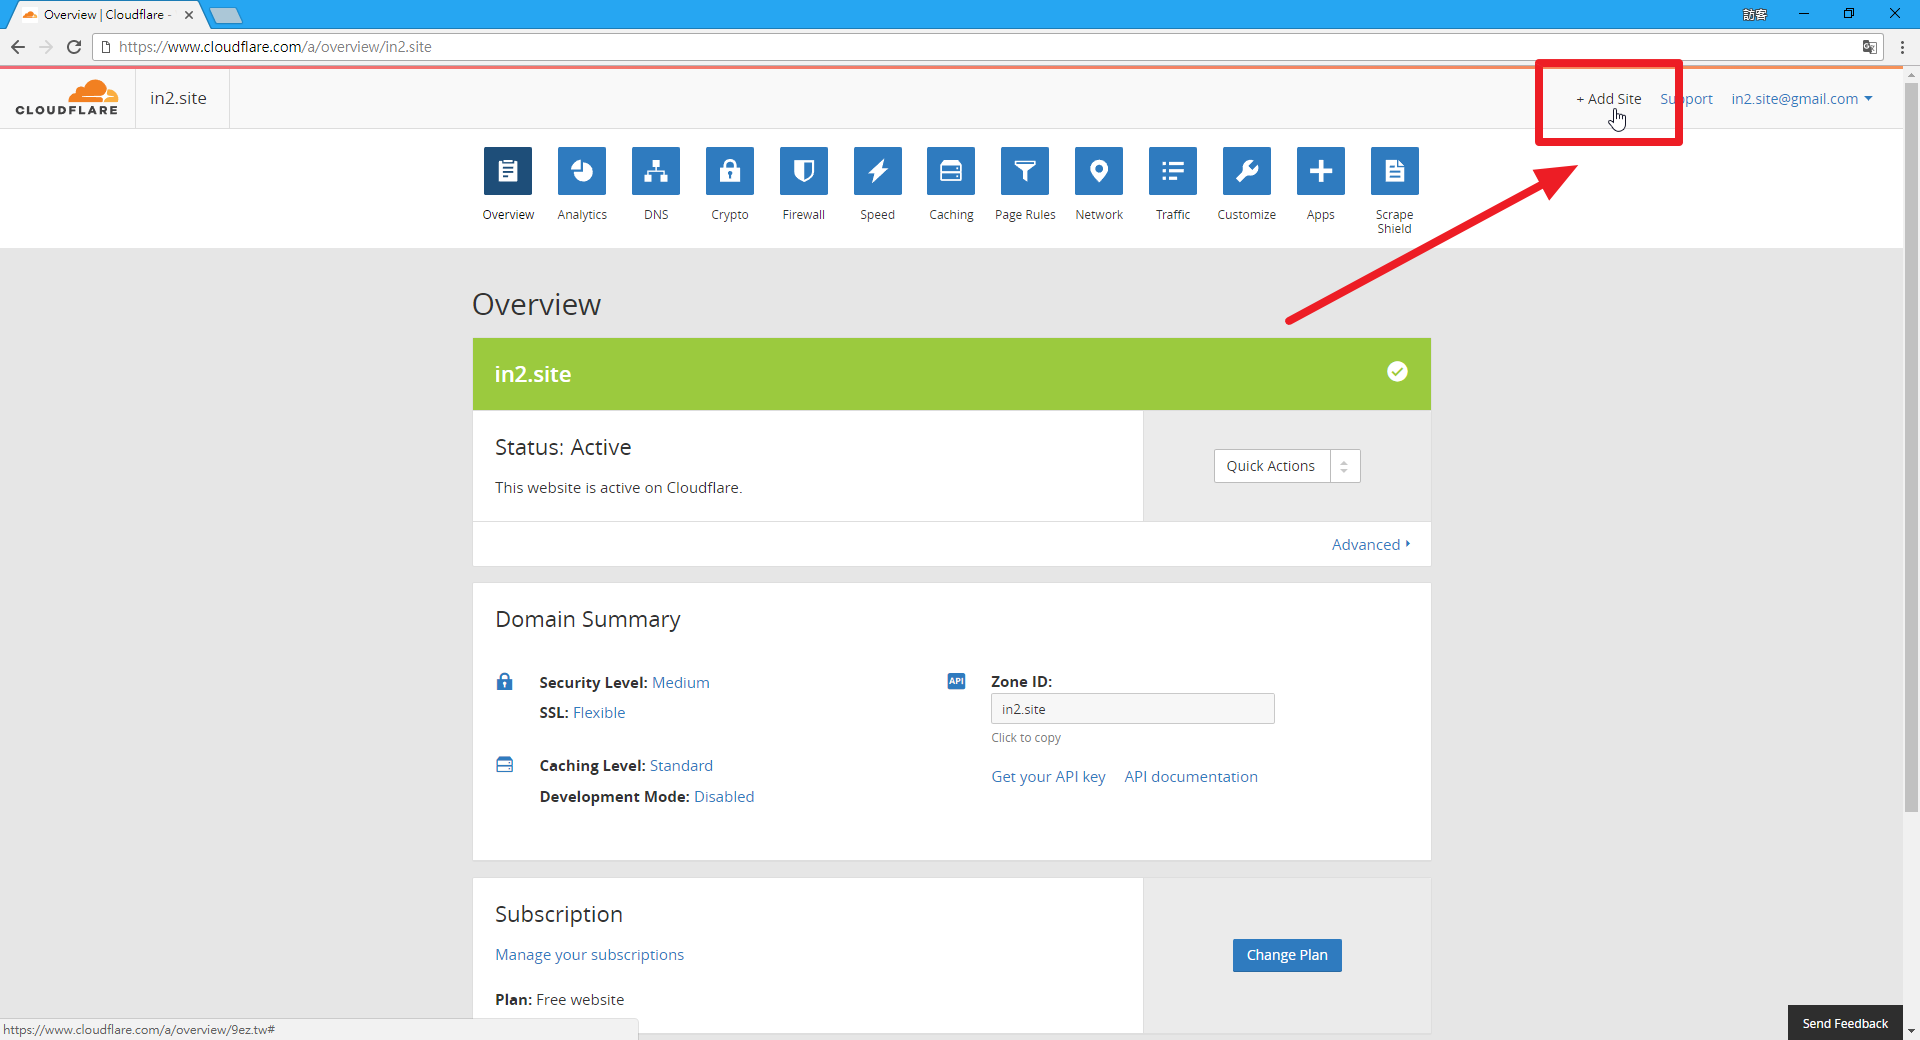 Overview | Cloudflare -
訪客
https://www.cloudflare.com/a/overview/in2.site
CLOUDFLARE
in2.site
+ Add Site
Support
in2.site@gmail.com
Overview
Analytics
DNS
Crypto
Firewall
Speed
Caching
Page Rules
Network
Traffic
Customize
Apps
Scrape
Shield
Overview
in2.site
Status: Active
This website is active on Cloudflare.
Quick Actions
Advanced
Domain Summary
Security Level: Medium
SSL: Flexible
Caching Level: Standard
Development Mode: Disabled
API
Zone ID:
in2.site
Click to copy
Get your API key
API documentation
Subscription
Manage your subscriptions
Plan: Free website
Change Plan
https://www.cloudflare.com/a/overview/9ez.tw#
Send Feedback